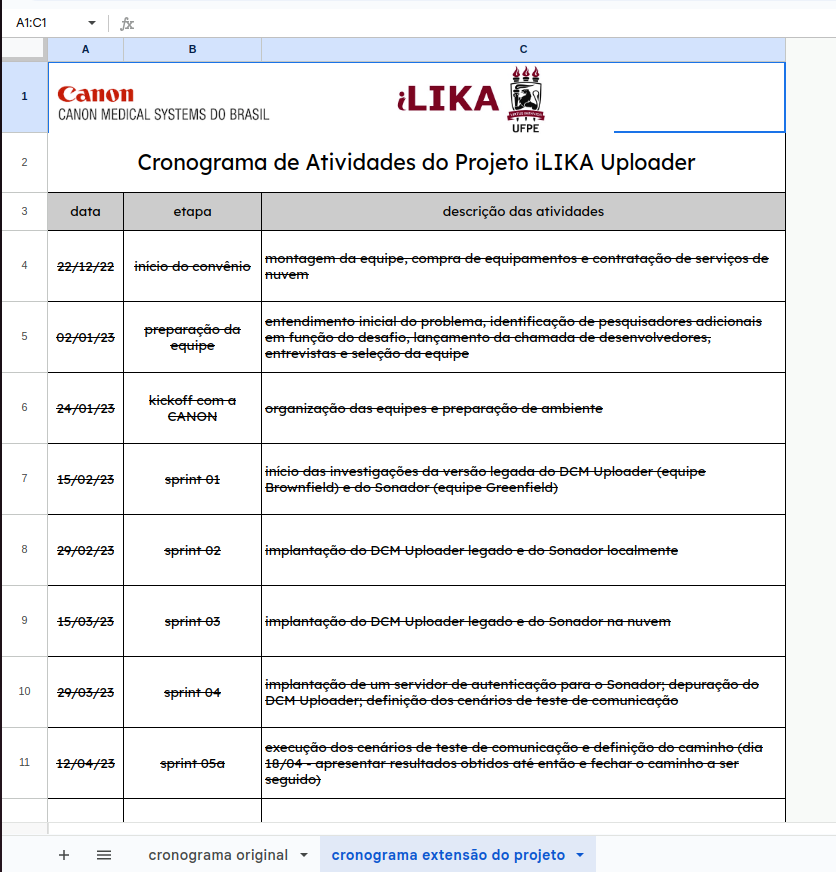 A1:C1
fx
A B C
1
Canon
CANON MEDICAL SYSTEMS DO BRASIL
iLIKA
UFPE
2
Cronograma de Atividades do Projeto iLIKA Uploader
3
data etapa descrição das atividades
4
22/12/22
início do convênio
montagem da equipe, compra de equipamentos e contratação de serviços de
nuvem
5
02/01/23
preparação da
equipe
entendimento inicial do problema, identificação de pesquisadores adicionais
em função do desafio, lançamento da chamada de desenvolvedores,
entrevistas e seleção da equipe
6
24/01/23
kickoff com a
CANON
organização das equipes e preparação de ambiente
7
15/02/23
sprint 01
início das investigações da versão legada do DCM Uploader (equipe
Brownfield) e do Sonador (equipe Greenfield)
8
29/02/23
sprint 02
implantação do DCM Uploader legado e do Sonador localmente
9
15/03/23
sprint 03
implantação do DCM Uploader legado e do Sonador na nuvem
10
29/03/23
sprint 04
implantação de um servidor de autenticação para o Sonador; depuração do
DCM Uploader; definição dos cenários de teste de comunicação
11
12/04/23
sprint 05a
execução dos cenários de teste de comunicação e definição do caminho (dia
18/04 - apresentar resultados obtidos até então e fechar o caminho a ser
seguido)
cronograma original
cronograma extensão do projeto